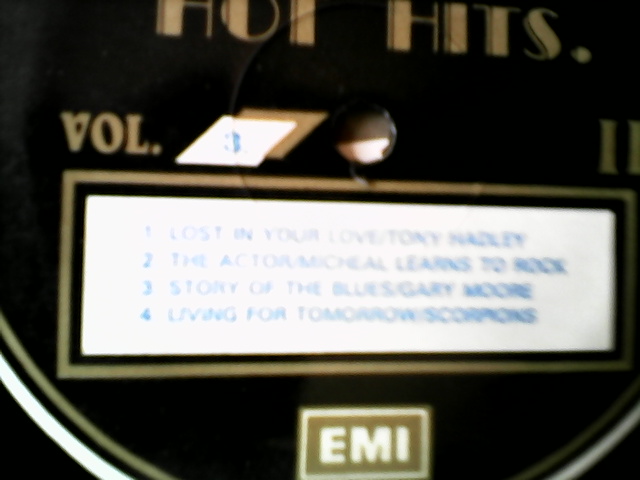 HOT HITS.
VOL. 3
1 LOST IN YOUR LOVE/TONY HADLEY
2 THE ACTOR/MICHEAL LEARNS TO ROCK
3 STORY OF THE BLUES/GARY MOORE
4 LIVING FOR TOMORROW/SCORPIONS
EMI